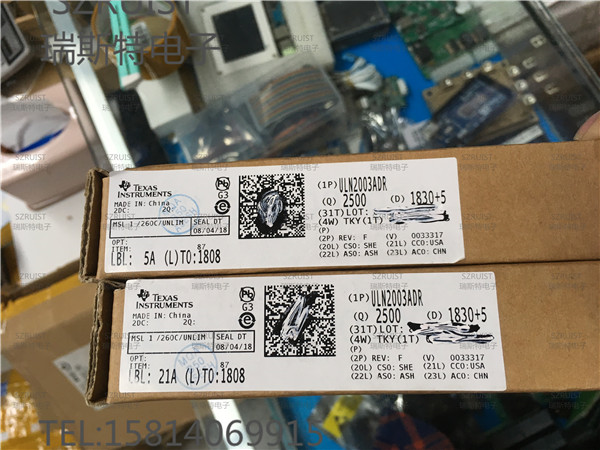 SZRUIST
瑞斯特电子
TEXAS
INSTRUMENTS
MADE IN: China
2DC: 2Q:
Pb
G3
MSL 1 /260C/UNLIM SEAL DT
08/04/18
OPT:
ITEM: 87
LBL: 5A (L)TO:1808
(1P) ULN2003ADR
(Q) 2500 (D) 1830+5
(31T)LOT:
(4W) TKY(1T)
(P)
(2P) REV: F (V) 0033317
(20L) CSO: SHE (21L) CCO:USA
(22L) ASO: ASH (23L) ACO: CHN
TEXAS
INSTRUMENTS
MADE IN: China
2DC: 2Q:
G3
MSL 1 /260C/UNLIM SEAL DT
08/04/18
OPT:
ITEM: 87
LBL: 21A (L)TO:1808
(1P) ULN2003ADR
(Q) 2500 (D) 1830+5
(31T)LOT:
(4W) TKY(1T)
(P)
(2P) REV: F (V) 0033317
(20L) CSO: SHE (21L) CCO:USA
(22L) ASO: ASH (23L) ACO: CHN
TEL:15814069915